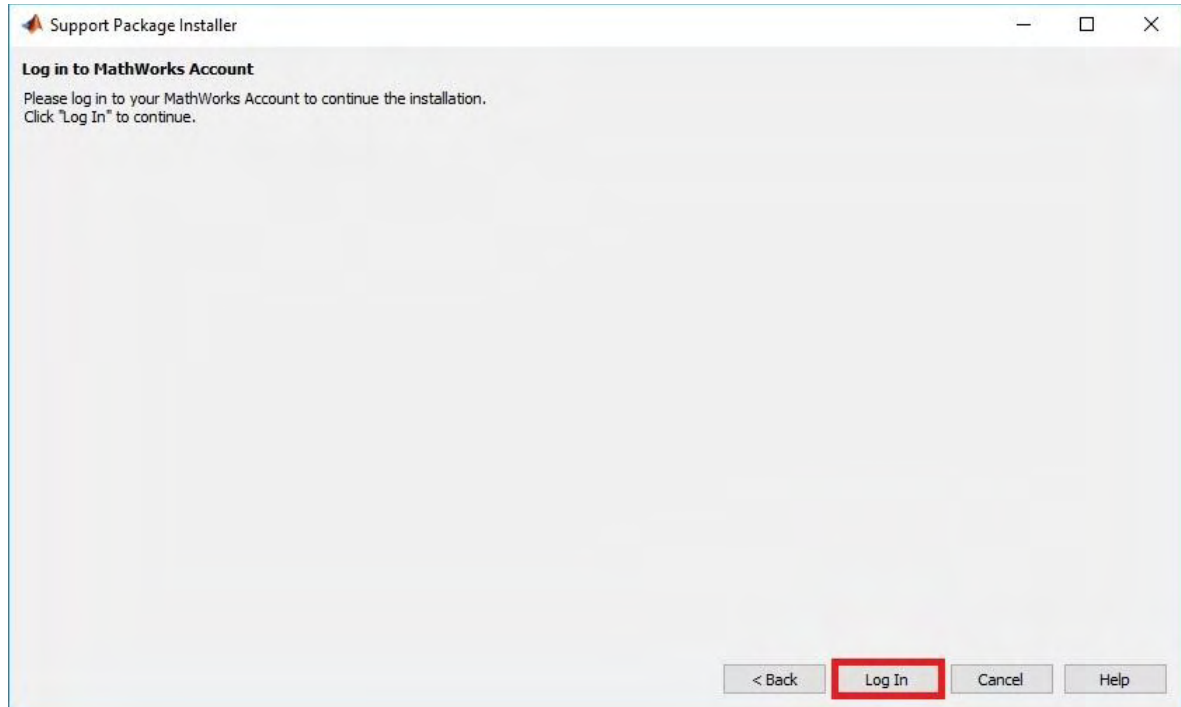 Support Package Installer
Log in to MathWorks Account
Please log in to your MathWorks Account to continue the installation.
Click "Log In" to continue.
< Back Log In Cancel Help